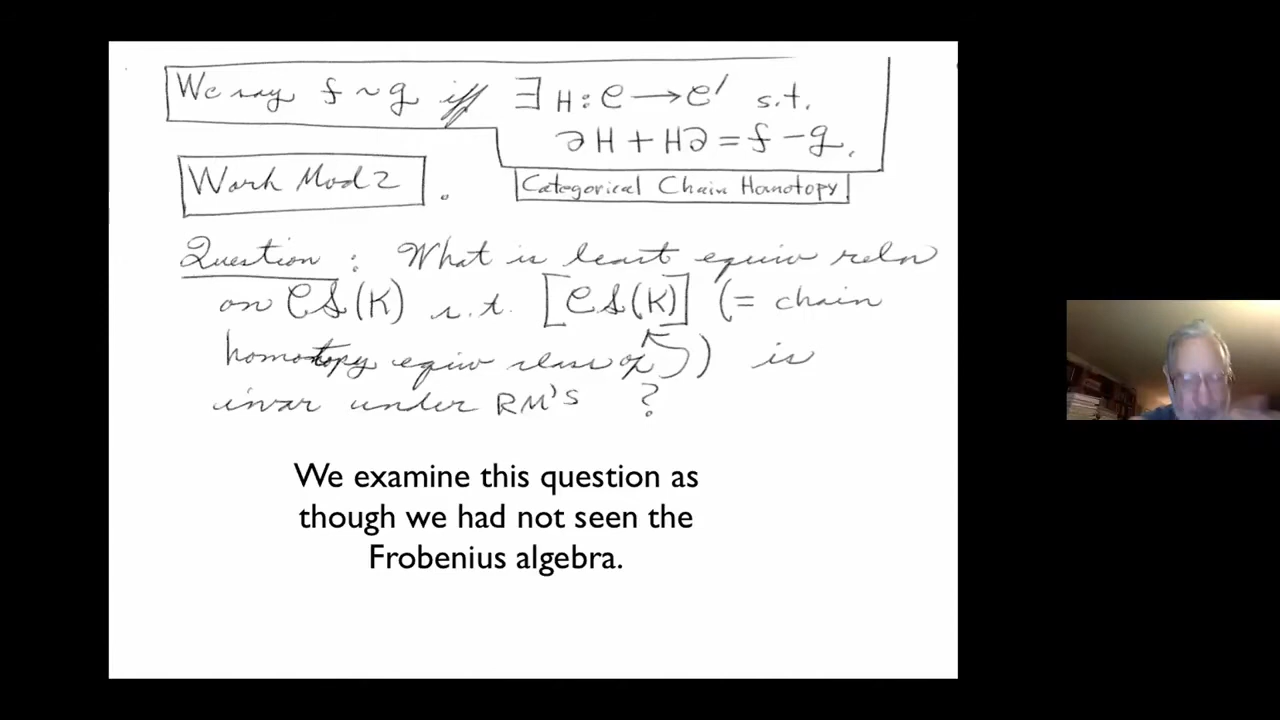 We say f ~ g iff ∃ H : C ⟶ C' s.t.
∂H + H∂ = f − g.
Work Mod 2 .
Categorical Chain Homotopy
Question : What is least equiv reln
on CS(K) s.t. [CS(K)] (= chain
homotopy equiv class of ) is
invar under RM's ?
We examine this question as
though we had not seen the
Frobenius algebra.